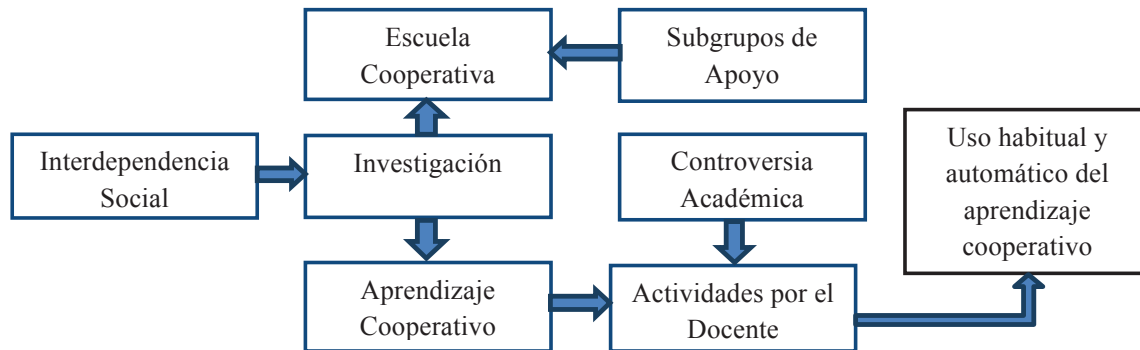 Escuela
Cooperativa
Subgrupos de
Apoyo
Interdependencia
Social
Investigación
Controversia
Académica
Uso habitual y
automático del
aprendizaje
cooperativo
Aprendizaje
Cooperativo
Actividades por el
Docente